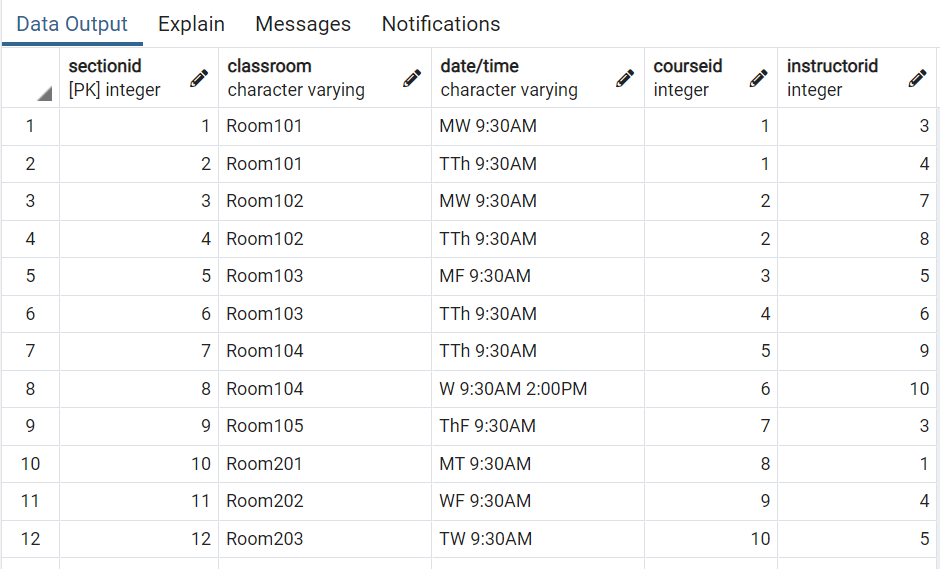 Data Output Explain Messages Notifications
sectionid classroom date/time courseid instructorid
[PK] integer character varying character varying integer integer
1 1 Room101 MW 9:30AM 1 3
2 2 Room101 TTh 9:30AM 1 4
3 3 Room102 MW 9:30AM 2 7
4 4 Room102 TTh 9:30AM 2 8
5 5 Room103 MF 9:30AM 3 5
6 6 Room103 TTh 9:30AM 4 6
7 7 Room104 TTh 9:30AM 5 9
8 8 Room104 W 9:30AM 2:00PM 6 10
9 9 Room105 ThF 9:30AM 7 3
10 10 Room201 MT 9:30AM 8 1
11 11 Room202 WF 9:30AM 9 4
12 12 Room203 TW 9:30AM 10 5